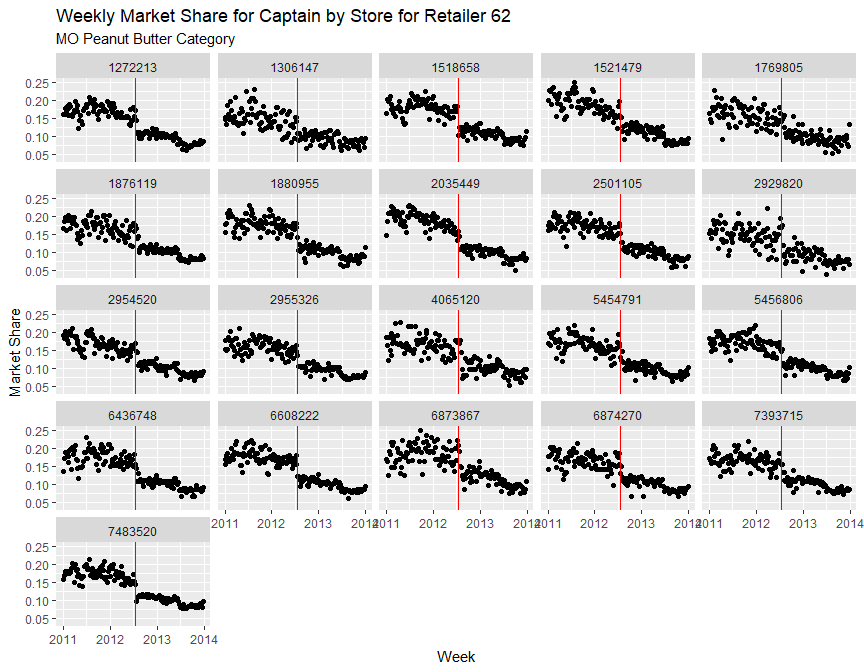 Weekly Market Share for Captain by Store for Retailer 62
MO Peanut Butter Category
1272213 1306147 1518658 1521479 1769805
0.25
0.20
0.15
0.10
0.05
1876119 1880955 2035449 2501105 2929820
0.25
0.20
0.15
0.10
0.05
2954520 2955326 4065120 5454791 5456806
0.25
0.20
0.15
0.10
0.05
Market Share
6436748 6608222 6873867 6874270 7393715
0.25
0.20
0.15
0.10
0.05
2011 2012 2013 2014 2011 2012 2013 2014 2011 2012 2013 2014 2011 2012 2013 2014
7483520
0.25
0.20
0.15
0.10
0.05
2011 2012 2013 2014
Week